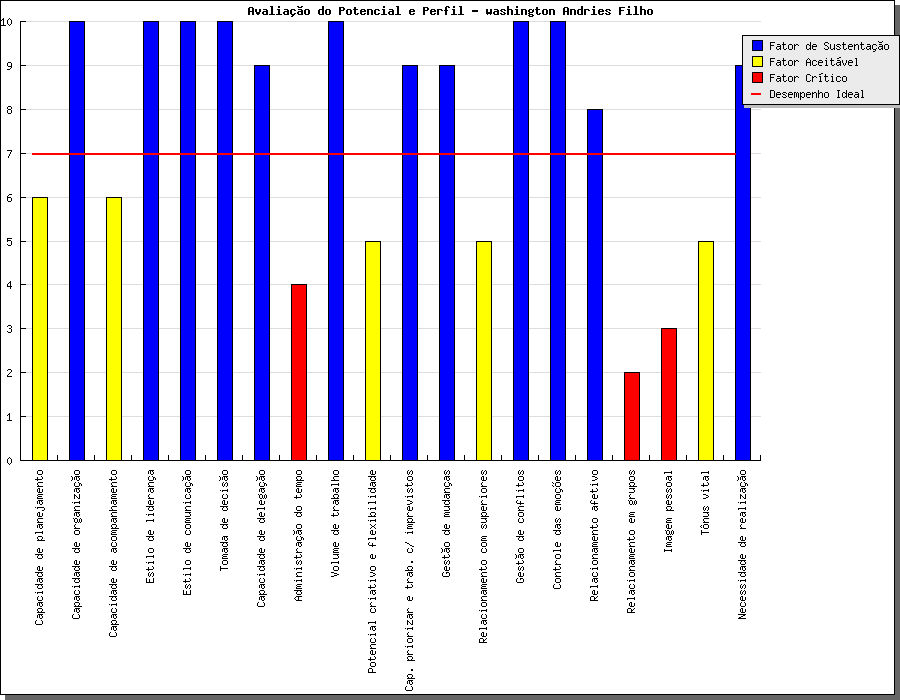 Avaliação do Potencial e Perfil - washington Andries Filho
Fator de Sustentação
Fator Aceitável
Fator Crítico
Desempenho Ideal
10
9
8
7
6
5
4
3
2
1
0
Capacidade de planejamento
Capacidade de organização
Capacidade de acompanhamento
Estilo de liderança
Estilo de comunicação
Tomada de decisão
Capacidade de delegação
Administração do tempo
Volume de trabalho
Potencial criativo e flexibilidade
Cap. priorizar e trab. c/ imprevistos
Gestão de mudanças
Relacionamento com superiores
Gestão de conflitos
Controle das emoções
Relacionamento afetivo
Relacionamento em grupos
Imagem pessoal
Tônus vital
Necessidade de realização